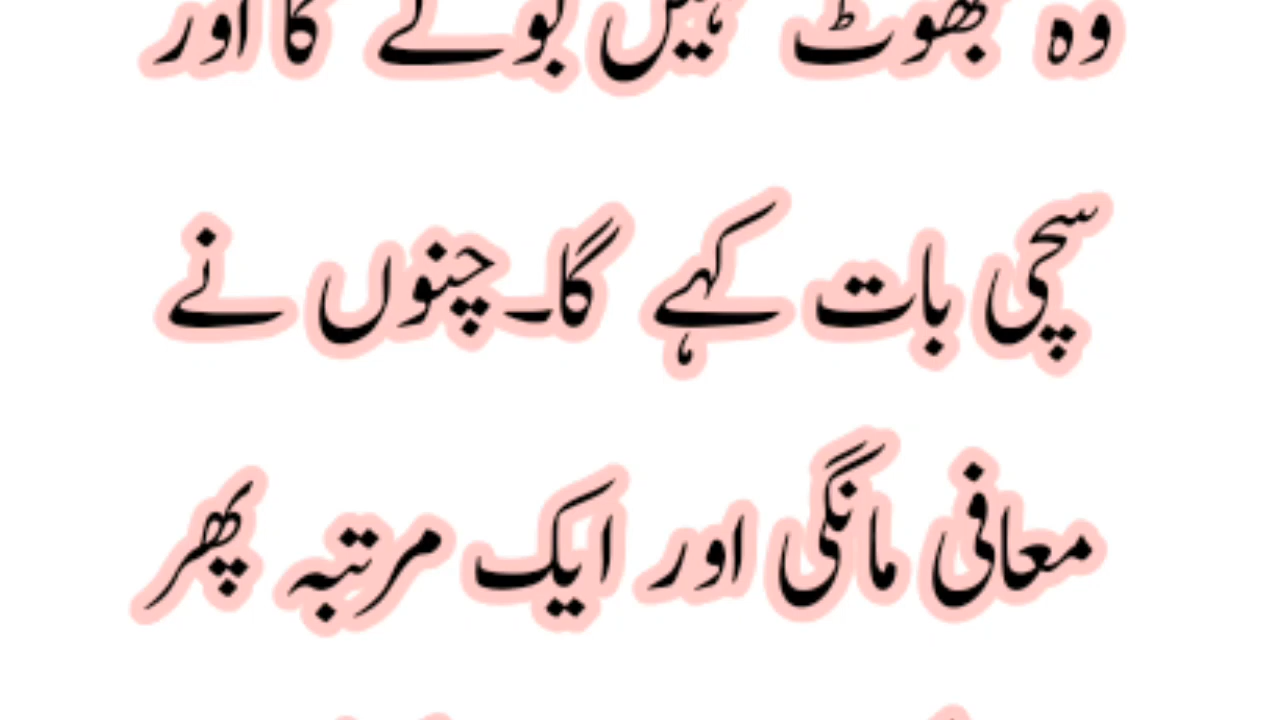 وہ جھوٹ نہیں بولے گا اور
سچی بات کہے گا۔چنوں نے
معافی مانگی اور ایک مرتبہ پھر